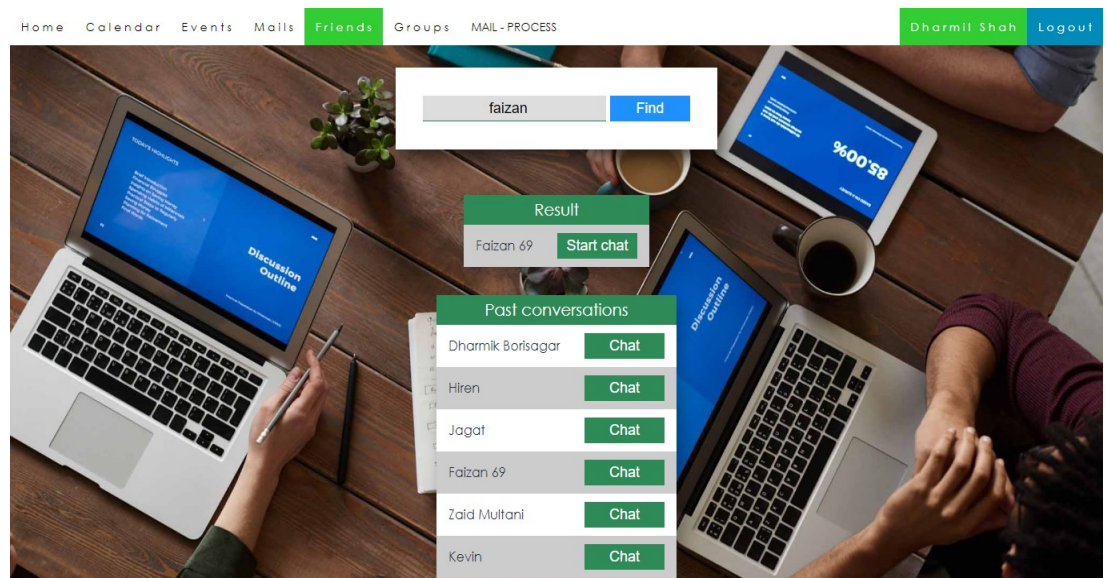 Home Calendar Events Mails Friends Groups MAIL - PROCESS Dharmil Shah Logout
faizan Find
Result
Faizan 69 Start chat
Past conversations
Dharmik Borisagar Chat
Hiren Chat
Jagat Chat
Faizan 69 Chat
Zaid Multani Chat
Kevin Chat
TODAY'S HIGHLIGHTS
Discussion
Outline
85.00%
Discussion
Outline